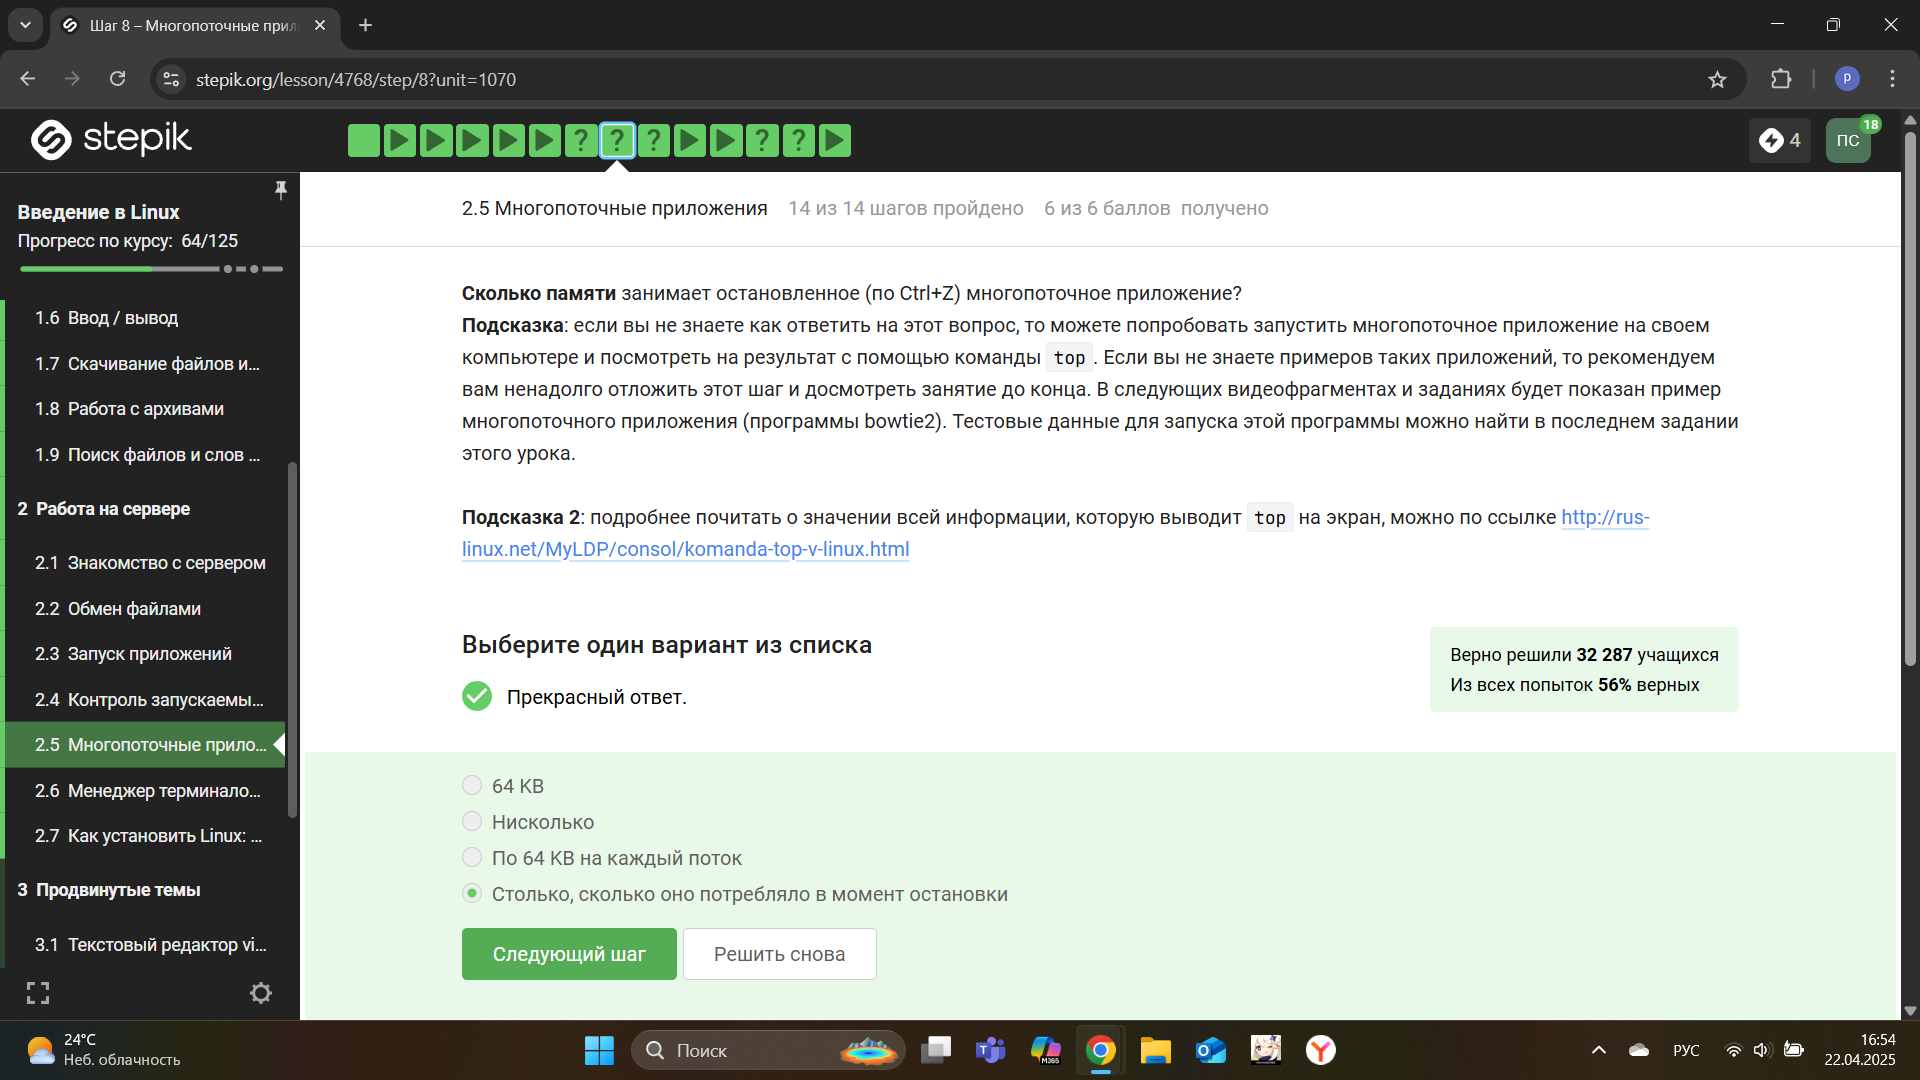 Шаг 8 – Многопоточные прил
stepik.org/lesson/4768/step/8?unit=1070
P
stepik
? ? ? ? ?
4
ПС
18
Введение в Linux
Прогресс по курсу: 64/125
1.6 Ввод / вывод
1.7 Скачивание файлов и...
1.8 Работа с архивами
1.9 Поиск файлов и слов ...
2 Работа на сервере
2.1 Знакомство с сервером
2.2 Обмен файлами
2.3 Запуск приложений
2.4 Контроль запускаемы...
2.5 Многопоточные прило...
2.6 Менеджер терминало...
2.7 Как установить Linux: ...
3 Продвинутые темы
3.1 Текстовый редактор vi...
2.5 Многопоточные приложения 14 из 14 шагов пройдено 6 из 6 баллов получено
Сколько памяти занимает остановленное (по Ctrl+Z) многопоточное приложение?
Подсказка: если вы не знаете как ответить на этот вопрос, то можете попробовать запустить многопоточное приложение на своем
компьютере и посмотреть на результат с помощью команды top . Если вы не знаете примеров таких приложений, то рекомендуем
вам ненадолго отложить этот шаг и досмотреть занятие до конца. В следующих видеофрагментах и заданиях будет показан пример
многопоточного приложения (программы bowtie2). Тестовые данные для запуска этой программы можно найти в последнем задании
этого урока.
Подсказка 2: подробнее почитать о значении всей информации, которую выводит top на экран, можно по ссылке http://rus-
linux.net/MyLDP/consol/komanda-top-v-linux.html
Выберите один вариант из списка
Прекрасный ответ.
Верно решили 32 287 учащихся
Из всех попыток 56% верных
64 KB
Нисколько
По 64 KB на каждый поток
Столько, сколько оно потребляло в момент остановки
Следующий шаг
Решить снова
24°C
Неб. облачность
Поиск
M365
РУС
16:54
22.04.2025